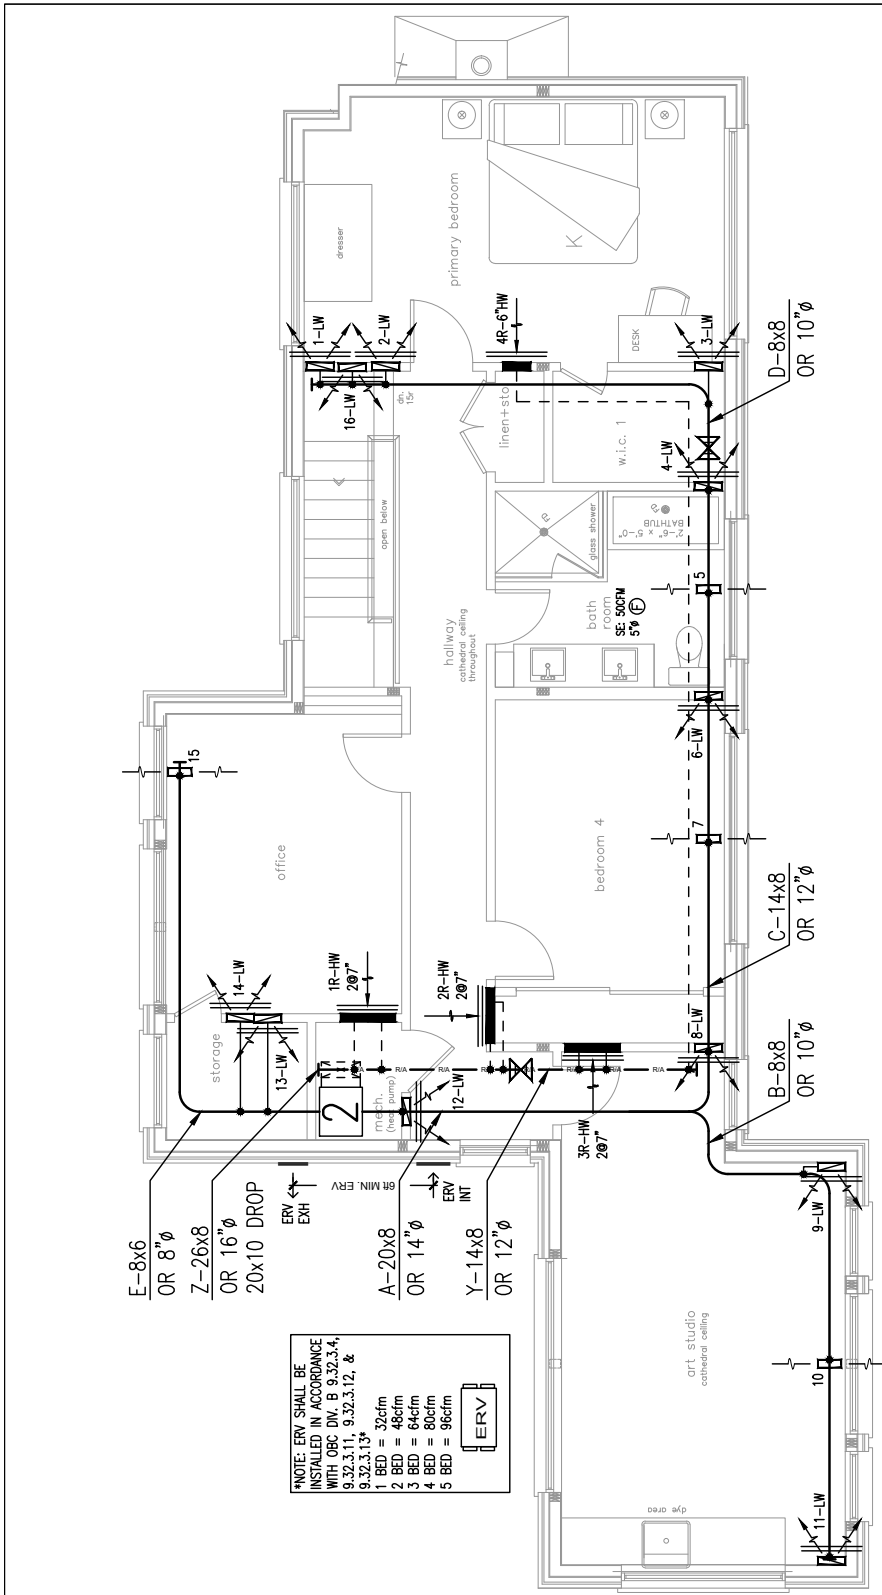 dresser
primary bedroom
K
DESK
1-LW
2-LW
16-LW
4R-6"HW
3-LW
D-8x8
OR 10"ø
dn.
15r
linen+sto
w.i.c. 1
4-LW
open below
glass shower
2'-6" x 5'-0"
BATHTUB
5
hallway
cathedral ceiling
throughout
bath
room
SE: 50CFM
5"ø F
6-LW
15
office
bedroom 4
7
C-14x8
OR 12"ø
14-LW
1R-HW
2@7"
2R-HW
2@7"
8-LW
storage
13-LW
R/A
R/A
R/A
R/A
R/A
R/A
2
mech.
(heat pump)
12-LW
3R-HW
2@7"
B-8x8
OR 10"ø
9-LW
6ft MIN. ERV
ERV
EXH
ERV
INT
E-8x6
OR 8"ø
Z-26x8
OR 16"ø
20x10 DROP
A-20x8
OR 14"ø
Y-14x8
OR 12"ø
art studio
cathedral ceiling
10
dye area
11-LW
*NOTE: ERV SHALL BE
INSTALLED IN ACCORDANCE
WITH OBC DIV. B 9.32.3.4,
9.32.3.11, 9.32.3.12, &
9.32.3.13*
1 BED = 32cfm
2 BED = 48cfm
3 BED = 64cfm
4 BED = 80cfm
5 BED = 96cfm
ERV